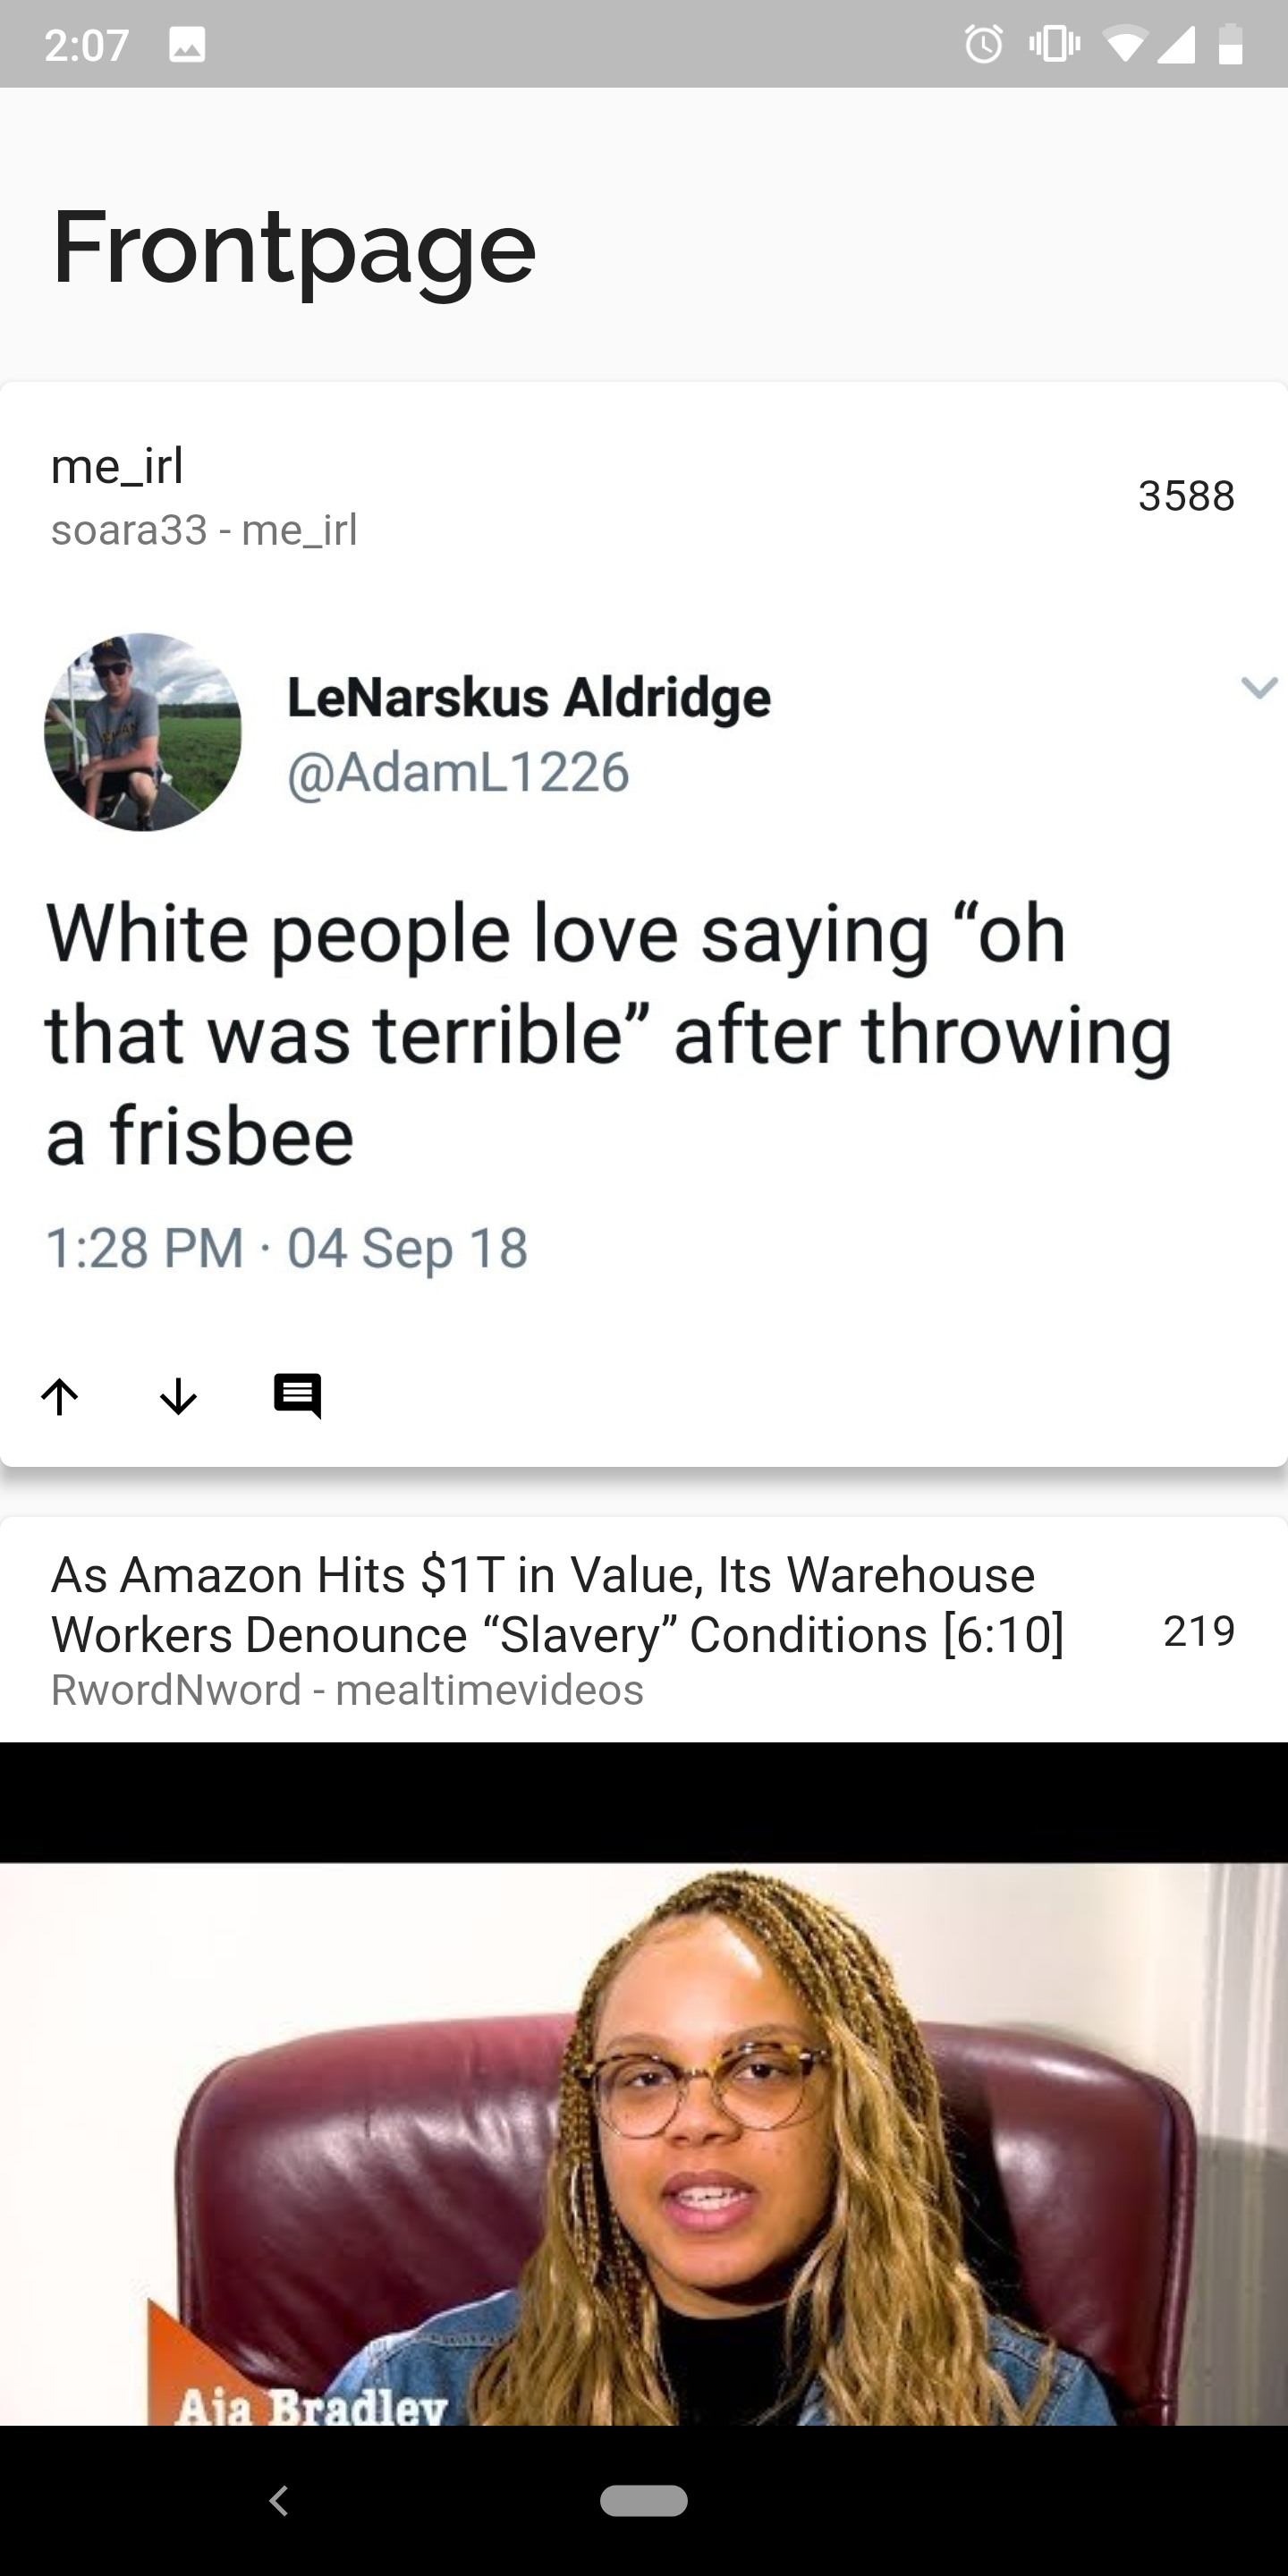 2:07
Frontpage
me_irl
3588
soara33 - me_irl
LeNarskus Aldridge
@AdamL1226
White people love saying “oh
that was terrible” after throwing
a frisbee
1:28 PM · 04 Sep 18
As Amazon Hits $1T in Value, Its Warehouse
Workers Denounce “Slavery” Conditions [6:10]
219
RwordNword - mealtimevideos
Aja Bradley